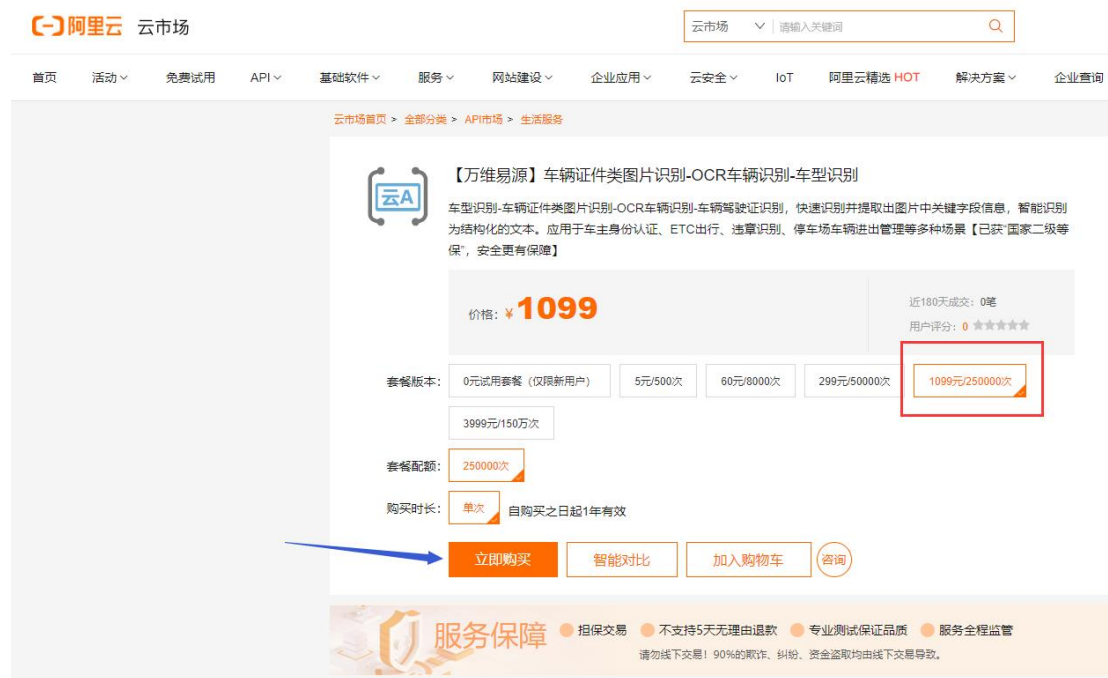 阿里云 云市场
云市场 请输入关键词
首页 活动 免费试用 API 基础软件 服务 网站建设 企业应用 云安全 IoT 阿里云精选 HOT 解决方案 企业查询
云市场首页 > 全部分类 > API市场 > 生活服务
云A
【万维易源】车辆证件类图片识别-OCR车辆识别-车型识别
车型识别-车辆证件类图片识别-OCR车辆识别-车辆驾驶证识别，快速识别并提取出图片中关键字段信息，智能识别
为结构化的文本。应用于车主身份认证、ETC出行、违章识别、停车场车辆进出管理等多种场景【已获“国家二级等
保”，安全更有保障】
价格：¥1099
近180天成交：0笔
用户评分：0
套餐版本： 0元试用套餐（仅限新用户） 5元/500次 60元/8000次 299元/50000次 1099元/250000次
3999元/150万次
套餐配额： 250000次
购买时长： 单次 自购买之日起1年有效
立即购买 智能对比 加入购物车 咨询
服务保障 担保交易 不支持5天无理由退款 专业测试保证品质 服务全程监管
请勿线下交易！90%的欺诈、纠纷、资金盗取均由线下交易导致。